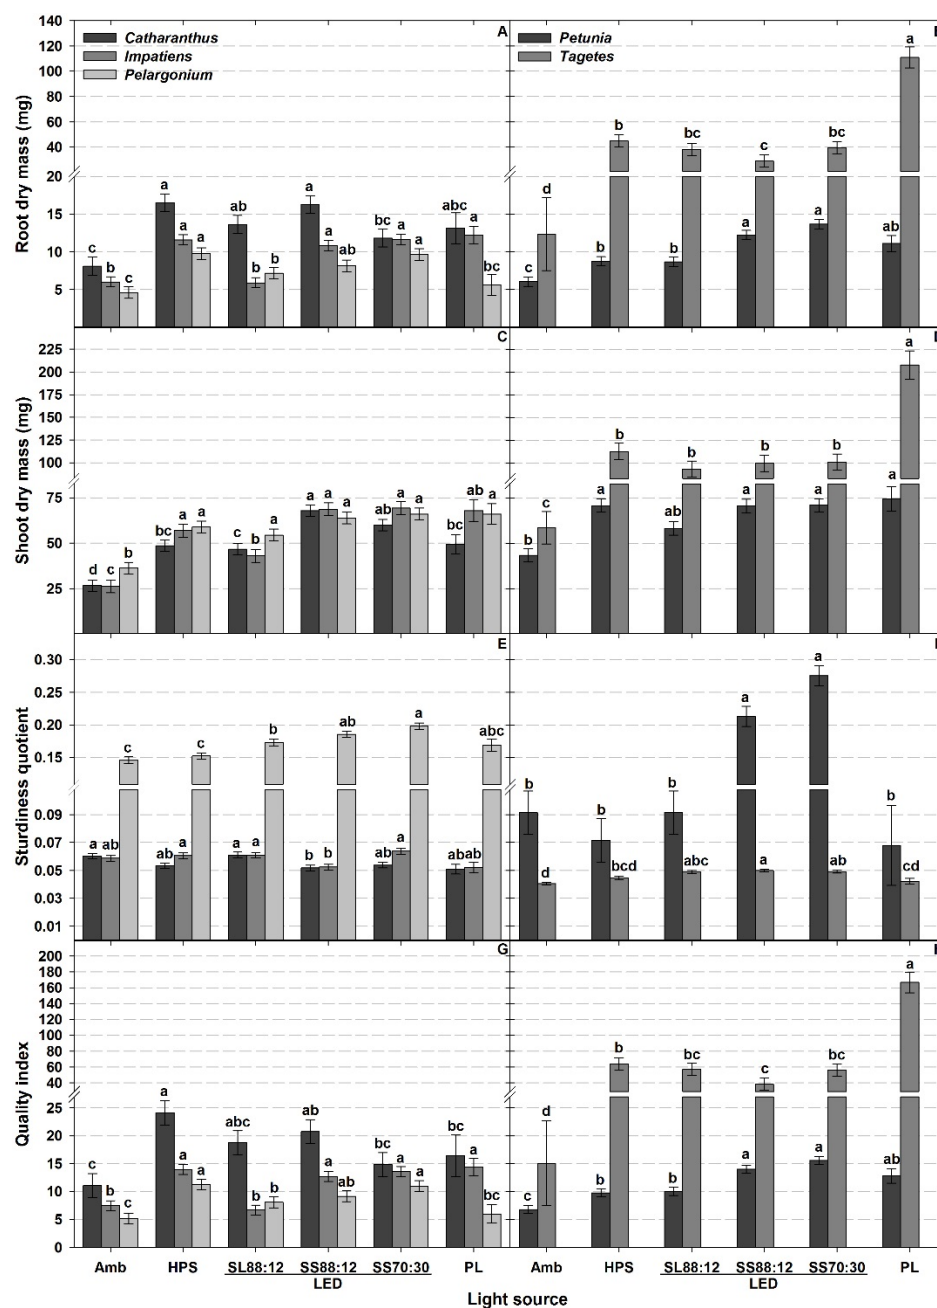 A
Catharanthus
Impatiens
Pelargonium
Petunia
Tagetes
Root dry mass (mg)
140
120
100
80
60
40
20
15
10
5
c b c
a a a
ab b b
a a ab
bc a a
abc a bc
c d
b b
b bc
a c
a bc
ab a
C
Shoot dry mass (mg)
225
200
175
150
125
100
75
50
25
d c b
bc a a
c b a
a a a
ab a a
bc ab a
b c
a b
ab b
a b
a b
a a
E
Sturdiness quotient
0.30
0.25
0.20
0.15
0.09
0.07
0.05
0.03
0.01
a ab c
ab a c
a a b
b b ab
ab a a
ab ab abc
b d
b bcd
b abc
a a
a ab
b cd
G
Quality index
200
180
160
140
120
100
80
60
40
25
20
15
10
5
0
c b c
a a a
abc b b
ab a ab
bc a a
bc a bc
c d
b b
b bc
a c
a bc
ab a
Amb HPS SL88:12 SS88:12 SS70:30 PL Amb HPS SL88:12 SS88:12 SS70:30 PL
LED LED
Light source